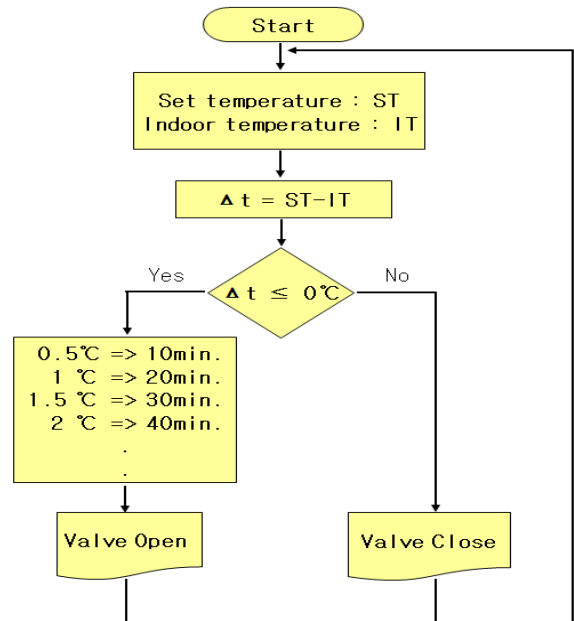 Start
Set temperature : ST
Indoor temperature : IT
Δt = ST-IT
Yes
No
Δt ≤ 0℃
0.5℃ => 10min.
1 ℃ => 20min.
1.5 ℃ => 30min.
2 ℃ => 40min.
.
.
Valve Open
Valve Close